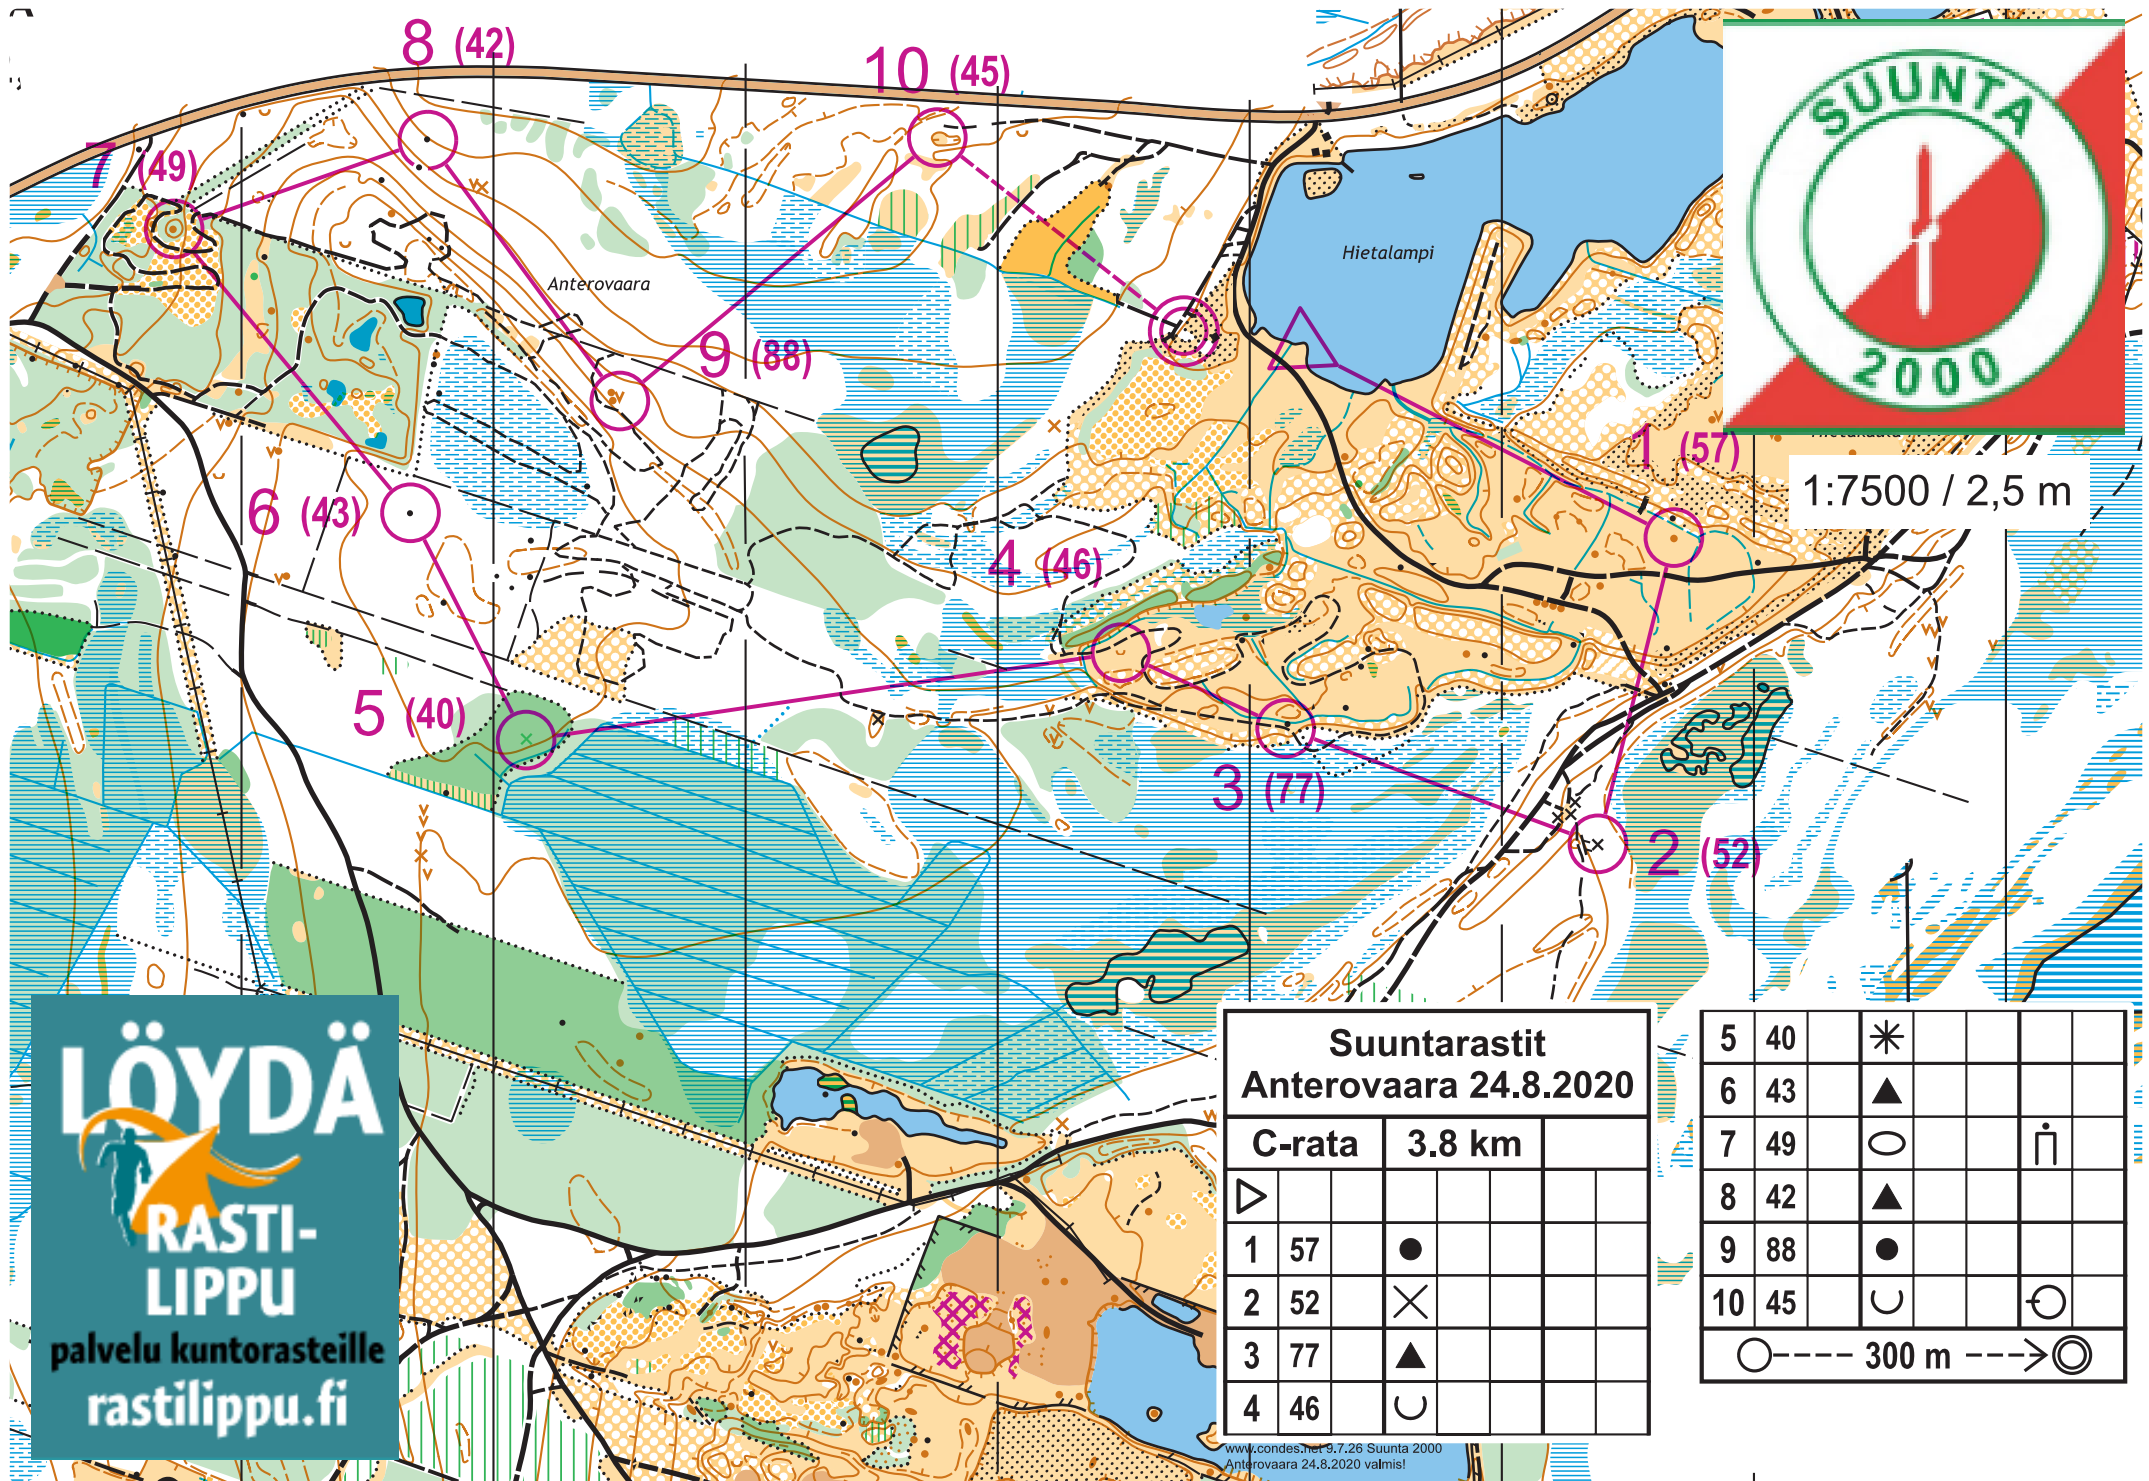 8 (42)
10 (45)
7 (49)
SUUNTA
2000
Hietalampi
Anterovaara
9 (88)
1 (57)
1:7500 / 2,5 m
6 (43)
4 (46)
5 (40)
3 (77)
2 (52)
LÖYDÄ
RASTI-
LIPPU
palvelu kuntorasteille
rastilippu.fi
Suuntarastit
Anterovaara 24.8.2020
C-rata 3.8 km
1 57
2 52
3 77
4 46
5 40
6 43
7 49
8 42
9 88
10 45
300 m
www.condes.net 9.7.26 Suunta 2000
Anterovaara 24.8.2020 valmis!